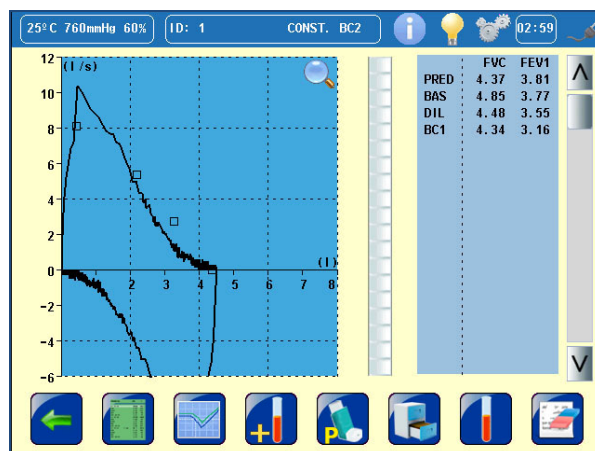 25º C 760mmHg 60%
ID: 1 CONST. BC2
02:59
(l/s)
12
10
8
6
4
2
0
-2
-4
-6
2 3 4 5 6 7 8
(l)
FVC FEV1
PRED 4.37 3.81
BAS 4.85 3.77
DIL 4.48 3.55
BC1 4.34 3.16
P